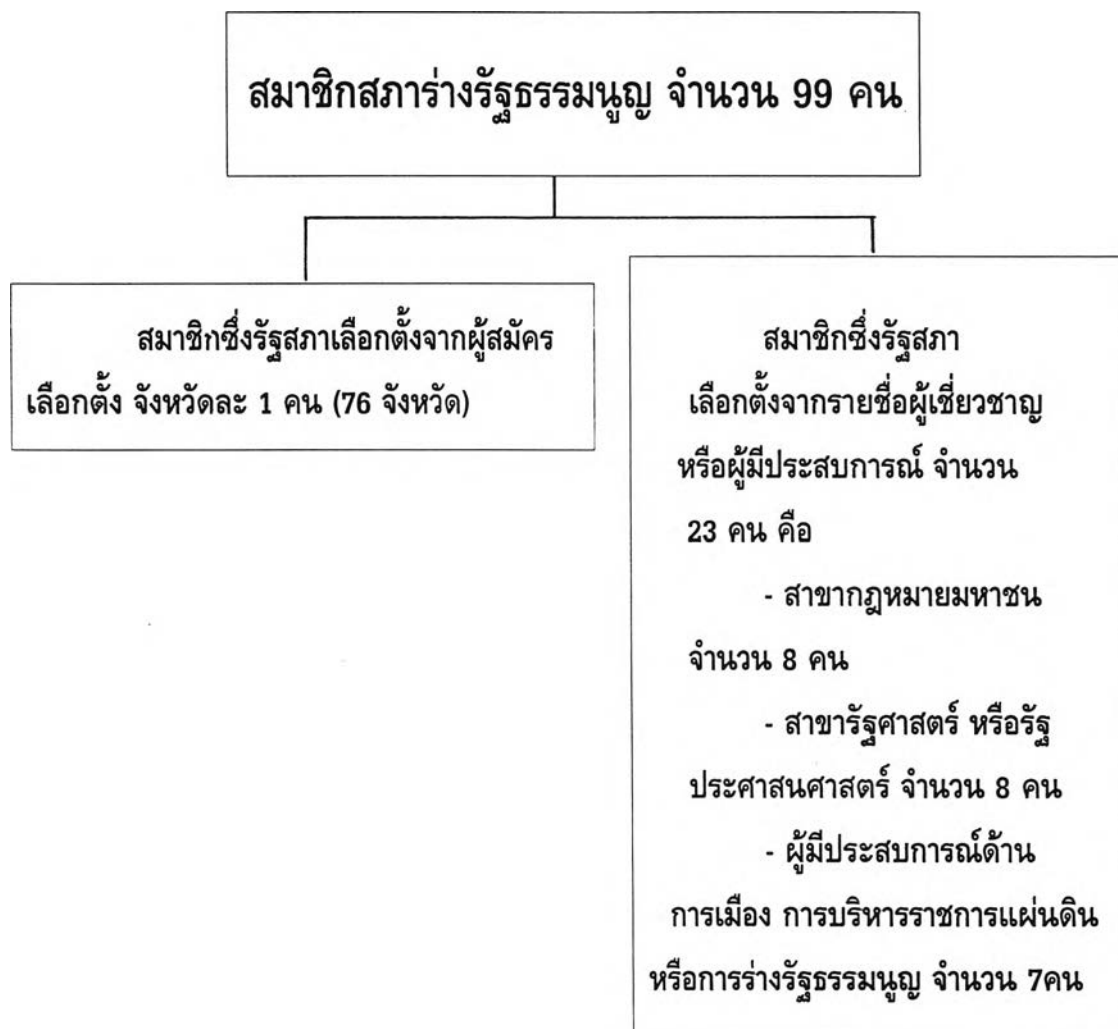 สมาชิกสภาร่างรัฐธรรมนูญ จำนวน 99 คน
สมาชิกซึ่งรัฐสภาเลือกตั้งจากผู้สมัคร
เลือกตั้ง จังหวัดละ 1 คน (76 จังหวัด)
สมาชิกซึ่งรัฐสภา
เลือกตั้งจากรายชื่อผู้เชี่ยวชาญ
หรือผู้มีประสบการณ์ จำนวน
23 คน คือ
- สาขากฎหมายมหาชน
จำนวน 8 คน
- สาขารัฐศาสตร์ หรือรัฐ
ประศาสนศาสตร์ จำนวน 8 คน
- ผู้มีประสบการณ์ด้าน
การเมือง การบริหารราชการแผ่นดิน
หรือการร่างรัฐธรรมนูญ จำนวน 7คน